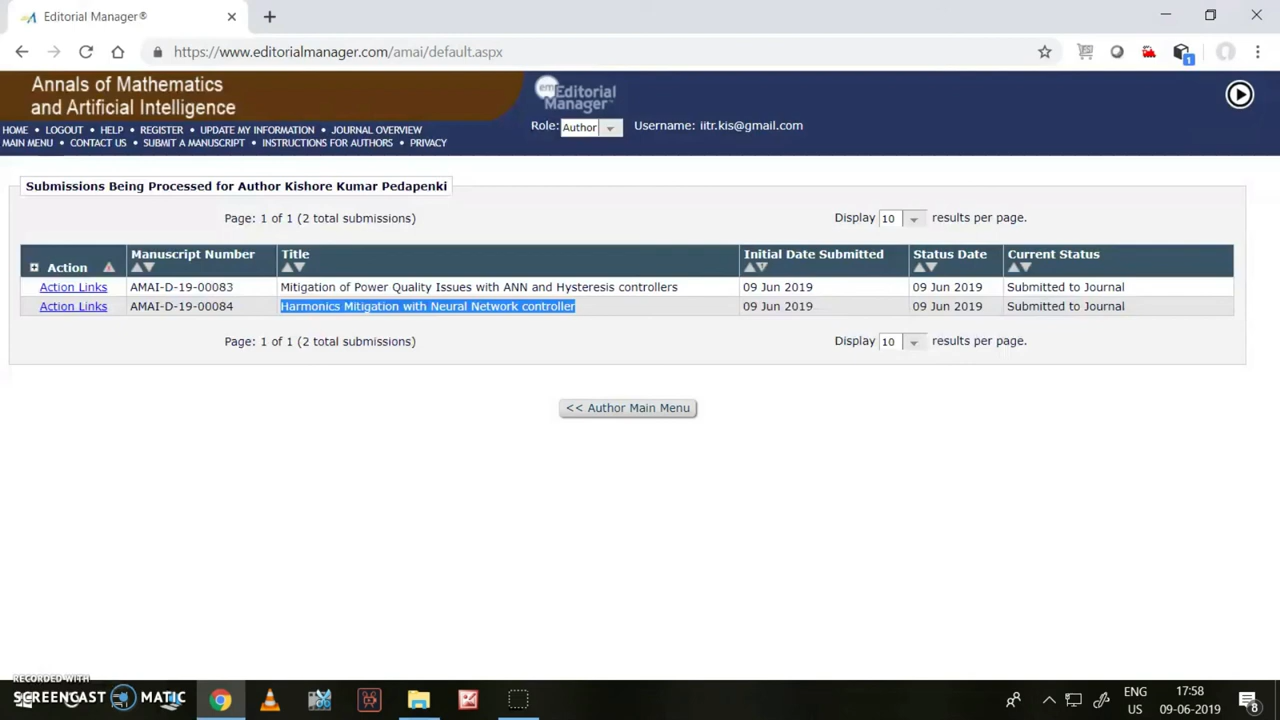 Editorial Manager®
https://www.editorialmanager.com/amai/default.aspx
1
Annals of Mathematics
and Artificial Intelligence
em Editorial
Manager™
HOME • LOGOUT • HELP • REGISTER • UPDATE MY INFORMATION • JOURNAL OVERVIEW
MAIN MENU • CONTACT US • SUBMIT A MANUSCRIPT • INSTRUCTIONS FOR AUTHORS • PRIVACY
Role: Author Username: iitr.kis@gmail.com
Submissions Being Processed for Author Kishore Kumar Pedapenki
Page: 1 of 1 (2 total submissions) Display 10 results per page.
Action Manuscript Number Title Initial Date Submitted Status Date Current Status
Action Links AMAI-D-19-00083 Mitigation of Power Quality Issues with ANN and Hysteresis controllers 09 Jun 2019 09 Jun 2019 Submitted to Journal
Action Links AMAI-D-19-00084 Harmonics Mitigation with Neural Network controller 09 Jun 2019 09 Jun 2019 Submitted to Journal
Page: 1 of 1 (2 total submissions) Display 10 results per page.
<< Author Main Menu
RECORDED WITH
SCREENCAST MATIC
ENG
US
17:58
09-06-2019
8